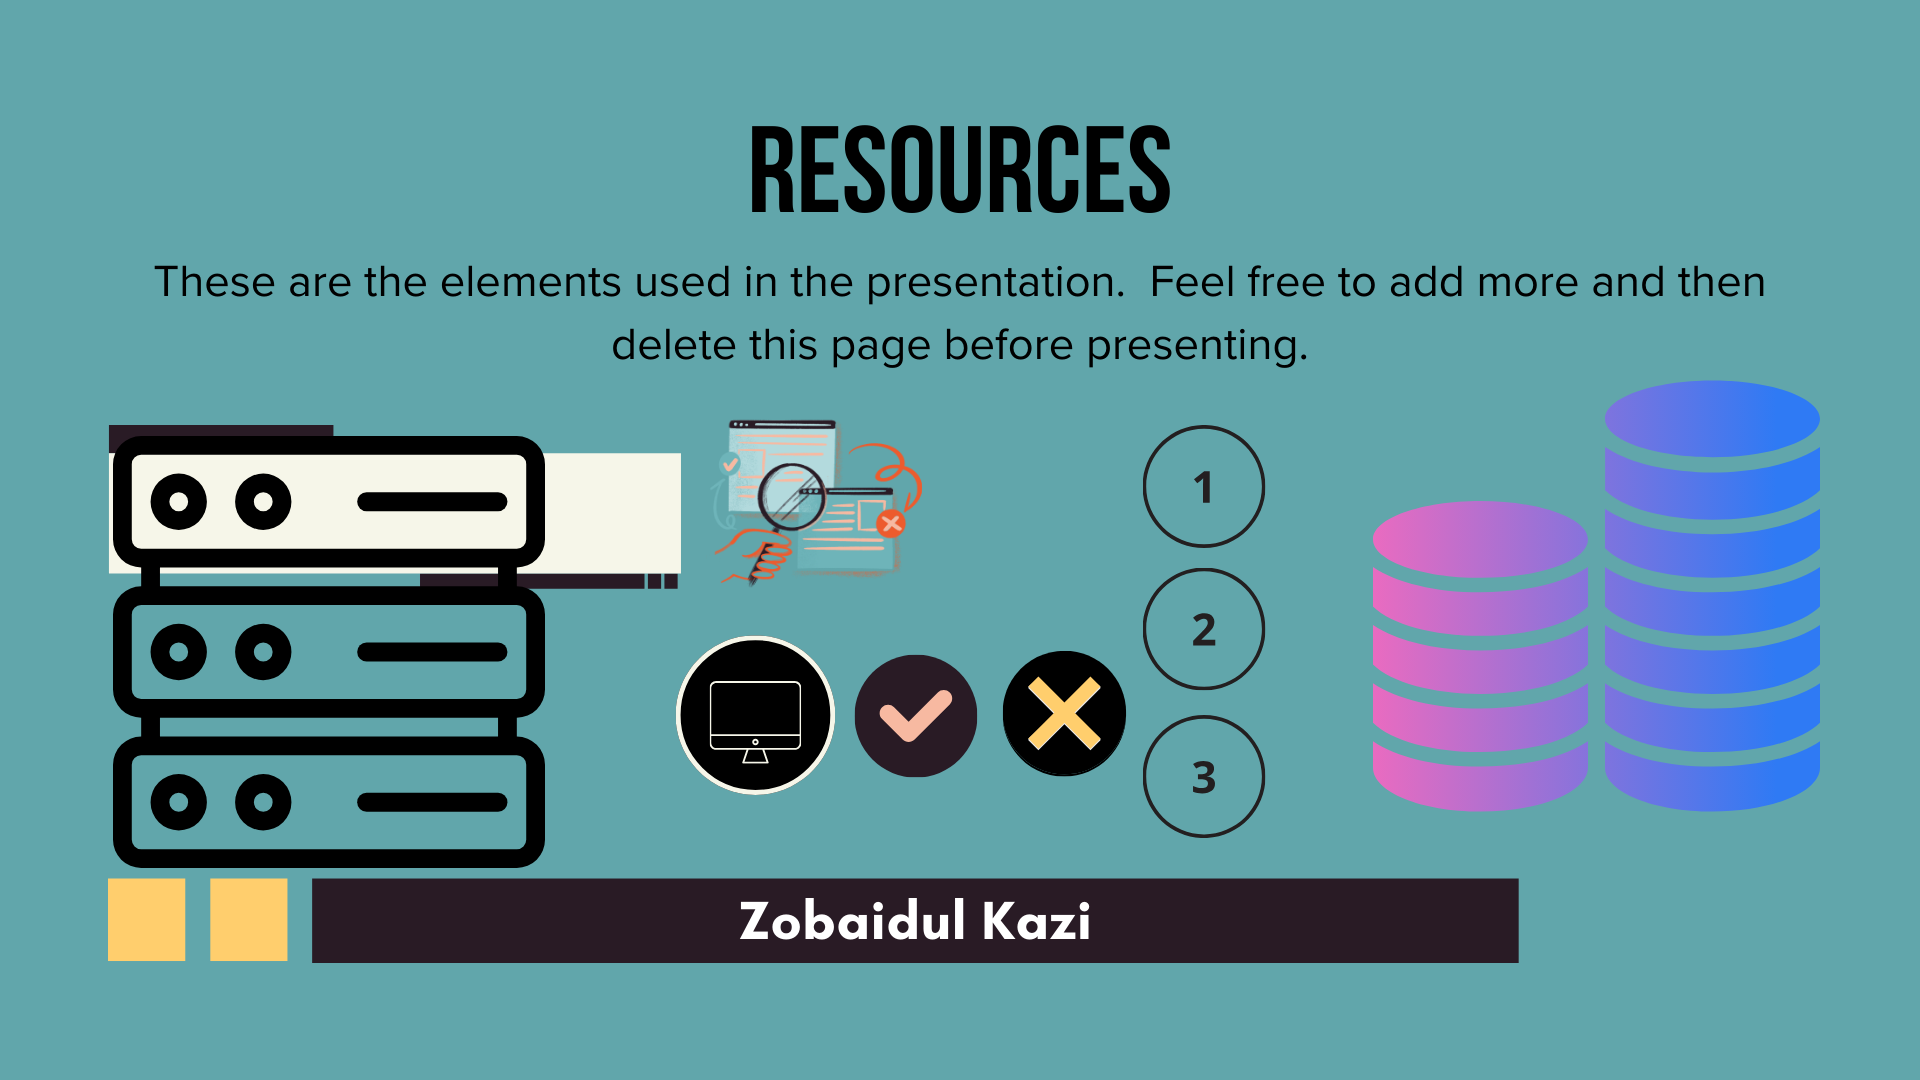 RESOURCES
These are the elements used in the presentation. Feel free to add more and then
delete this page before presenting.
1
2
3
Zobaidul Kazi